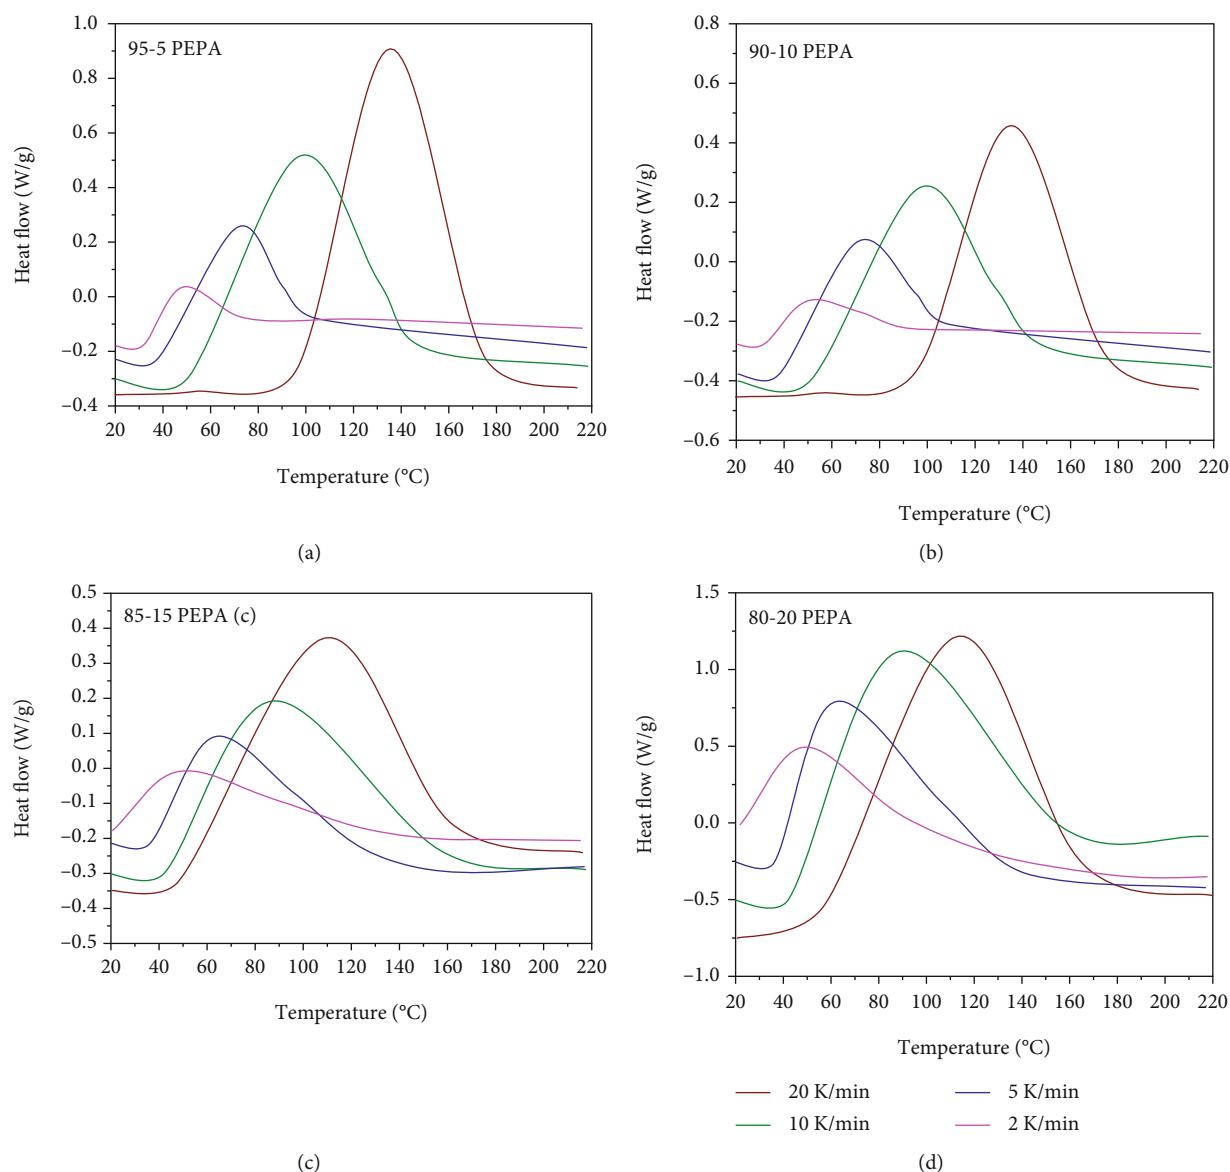 95-5 PEPA
1.0
0.8
0.6
0.4
0.2
0.0
–0.2
–0.4
Heat flow (W/g)
20 40 60 80 100 120 140 160 180 200 220
Temperature (°C)
(a)
90-10 PEPA
0.8
0.6
0.4
0.2
0.0
–0.2
–0.4
–0.6
Heat flow (W/g)
20 40 60 80 100 120 140 160 180 200 220
Temperature (°C)
(b)
85-15 PEPA (c)
0.5
0.4
0.3
0.2
0.1
0.0
–0.1
–0.2
–0.3
–0.4
–0.5
Heat flow (W/g)
20 40 60 80 100 120 140 160 180 200 220
Temperature (°C)
(c)
80-20 PEPA
1.5
1.0
0.5
0.0
–0.5
–1.0
Heat flow (W/g)
20 40 60 80 100 120 140 160 180 200 220
Temperature (°C)
20 K/min
10 K/min
5 K/min
2 K/min
(d)